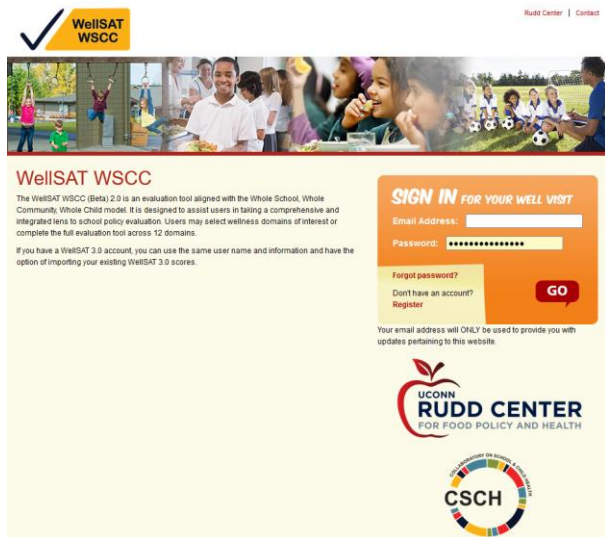 WellSAT
WSCC
Rudd Center | Contact
WellSAT WSCC
The WellSAT WSCC (Beta) 2.0 is an evaluation tool aligned with the Whole School, Whole
Community, Whole Child model. It is designed to assist users in taking a comprehensive and
integrated lens to school policy evaluation. Users may select wellness domains of interest or
complete the full evaluation tool across 12 domains.
If you have a WellSAT 3.0 account, you can use the same user name and information and have the
option of importing your existing WellSAT 3.0 scores.
SIGN IN FOR YOUR WELL VISIT
Email Address:
Password: •••••••••••••••
Forgot password?
Don't have an account?
Register
GO
Your email address will ONLY be used to provide you with
updates pertaining to this website.
UCONN
RUDD CENTER
FOR FOOD POLICY AND HEALTH
COLLABORATORY ON SCHOOL & CHILD HEALTH
CSCH